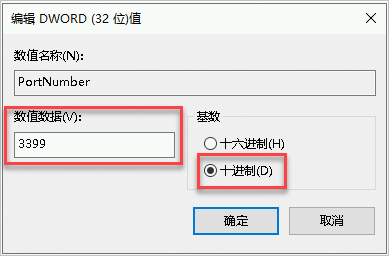 编辑 DWORD (32 位)值
数值名称(N):
PortNumber
数值数据(V):
3399
基数
十六进制(H)
十进制(D)
确定
取消